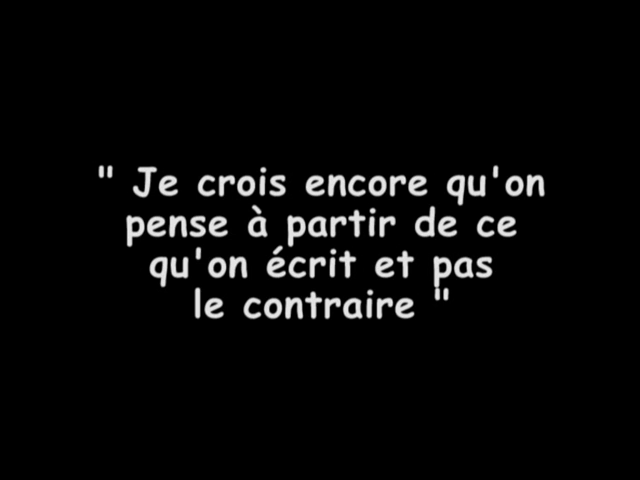 " Je crois encore qu'on
pense à partir de ce
qu'on écrit et pas
le contraire "